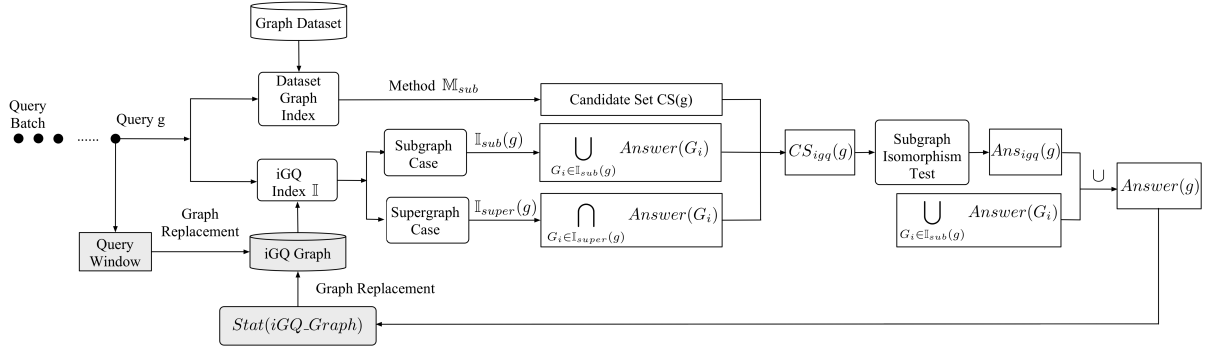 Graph Dataset
Query
Batch
......
Query g
Dataset
Graph
Index
Method 𝕄_sub
Candidate Set CS(g)
Subgraph
Case
𝕀_sub(g)
⋃ Answer(G_i)
G_i∈𝕀_sub(g)
iGQ
Index 𝕀
Supergraph
Case
𝕀_super(g)
⋂ Answer(G_i)
G_i∈𝕀_super(g)
CS_igq(g)
Subgraph
Isomorphism
Test
Ans_igq(g)
⋃ Answer(G_i)
G_i∈𝕀_sub(g)
∪
Answer(g)
Query
Window
Graph
Replacement
iGQ Graph
Graph Replacement
Stat(iGQ_Graph)